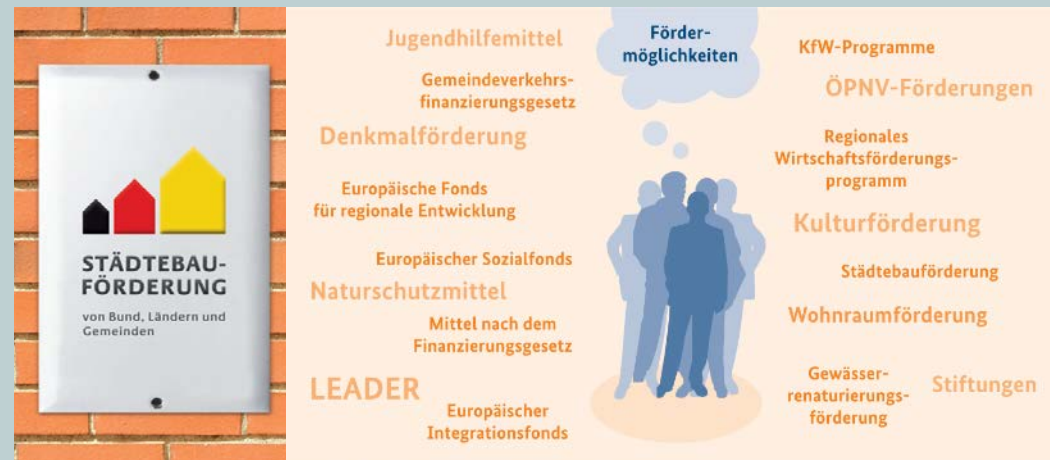 STÄDTEBAU-
FÖRDERUNG
von Bund, Ländern und
Gemeinden
Jugendhilfemittel
Gemeindeverkehrs-
finanzierungsgesetz
Denkmalförderung
Europäische Fonds
für regionale Entwicklung
Europäischer Sozialfonds
Naturschutzmittel
Mittel nach dem
Finanzierungsgesetz
LEADER
Europäischer
Integrationsfonds
Förder-
möglichkeiten
KfW-Programme
ÖPNV-Förderungen
Regionales
Wirtschaftsförderungs-
programm
Kulturförderung
Städtebauförderung
Wohnraumförderung
Gewässer-
renaturierungs-
förderung
Stiftungen